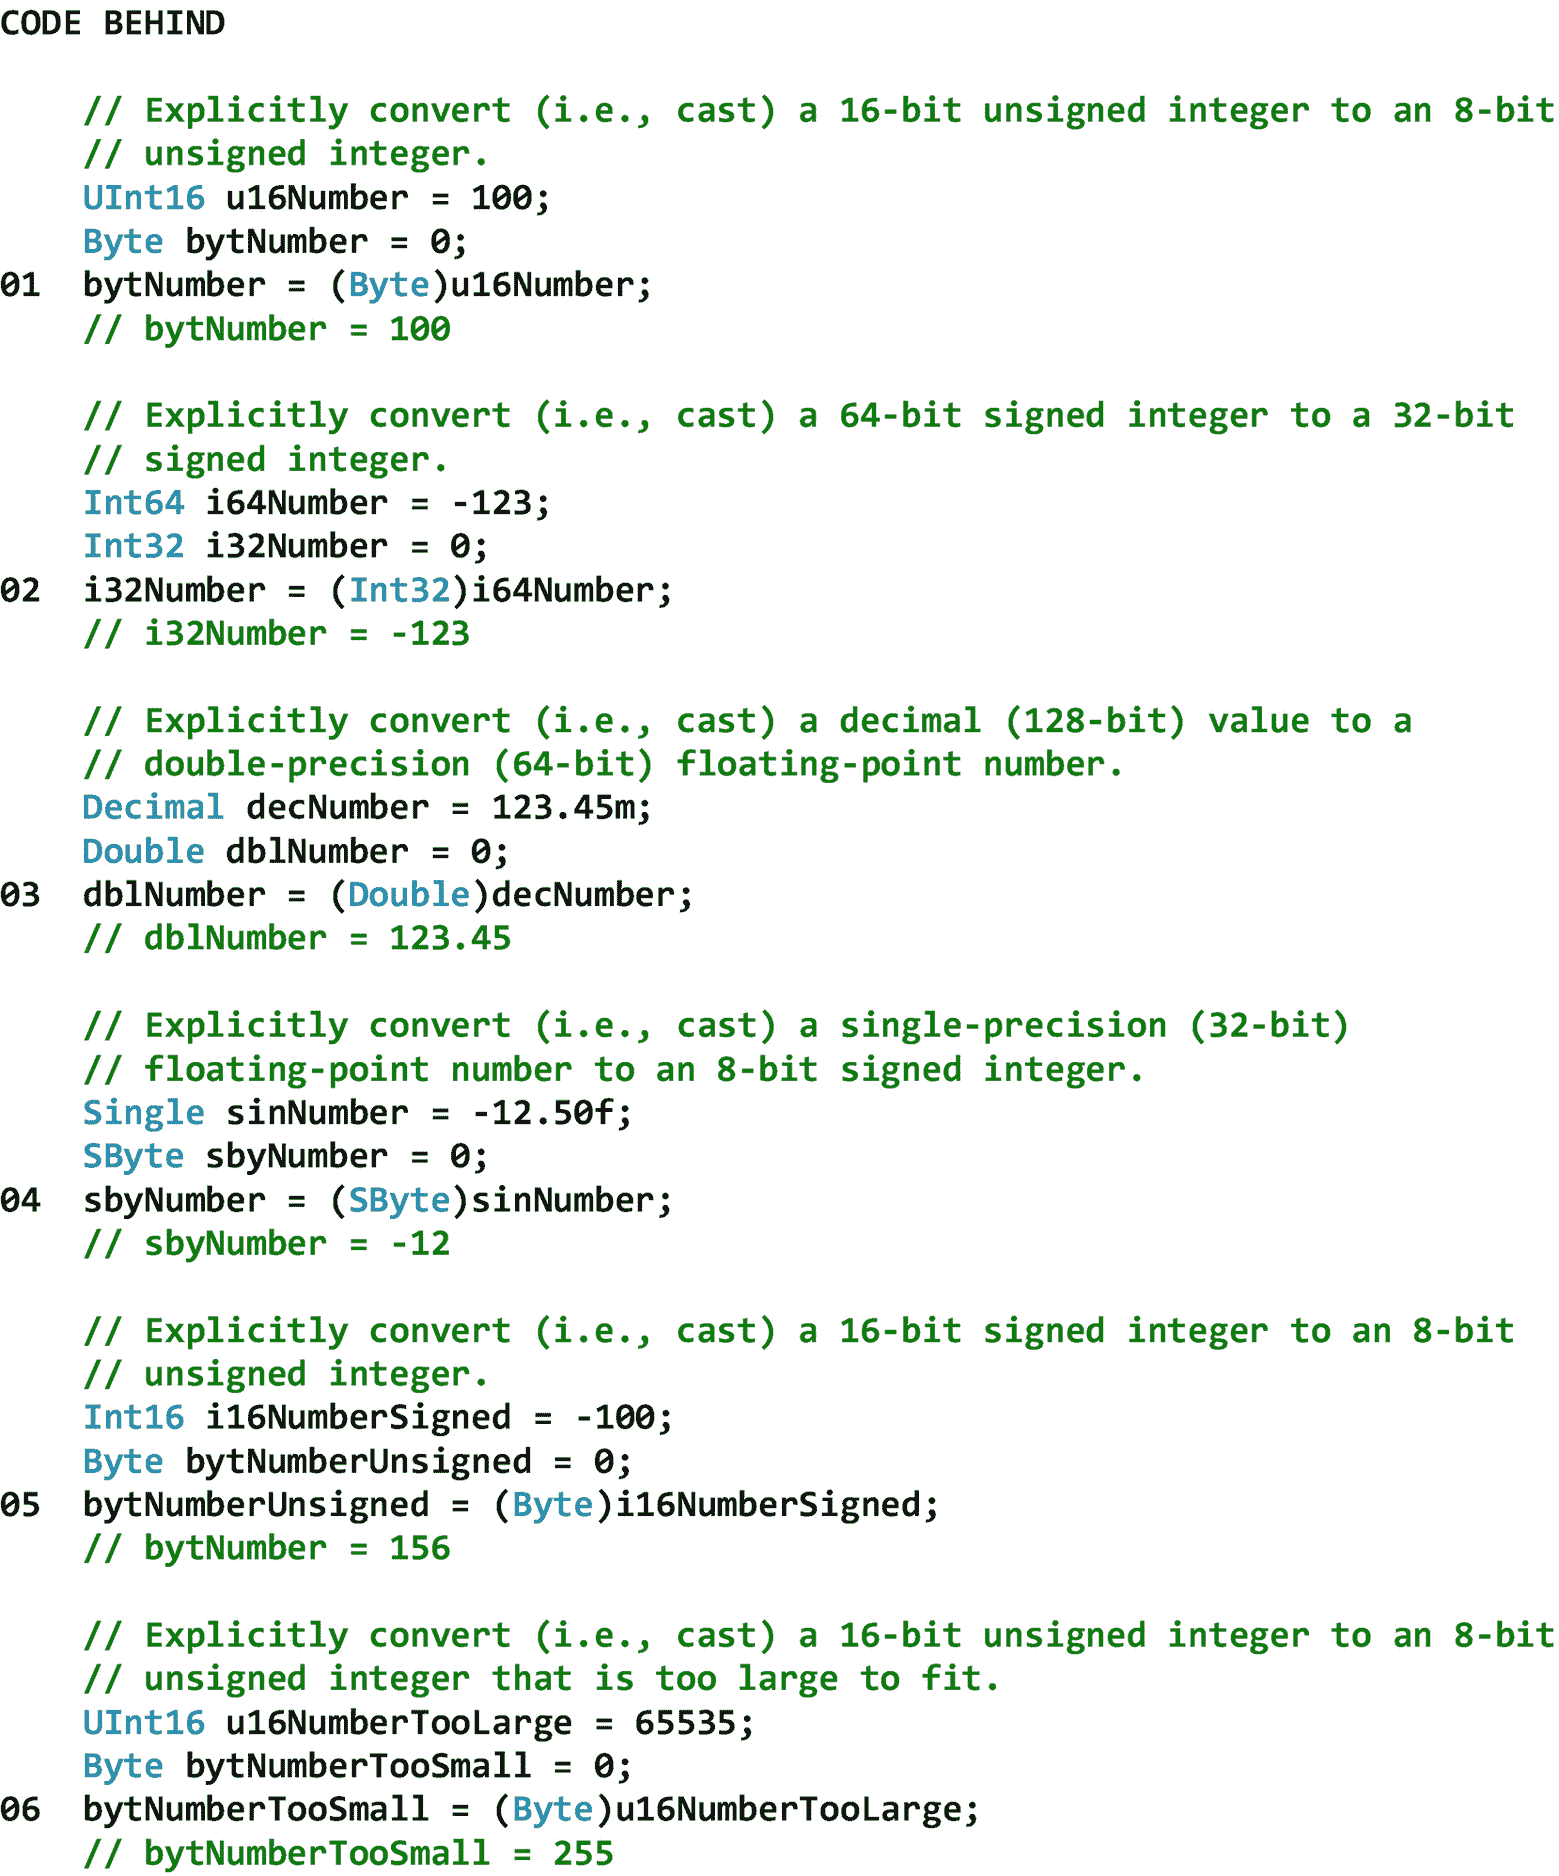 CODE BEHIND
// Explicitly convert (i.e., cast) a 16-bit unsigned integer to an 8-bit
// unsigned integer.
UInt16 u16Number = 100;
Byte bytNumber = 0;
01 bytNumber = (Byte)u16Number;
// bytNumber = 100
// Explicitly convert (i.e., cast) a 64-bit signed integer to a 32-bit
// signed integer.
Int64 i64Number = -123;
Int32 i32Number = 0;
02 i32Number = (Int32)i64Number;
// i32Number = -123
// Explicitly convert (i.e., cast) a decimal (128-bit) value to a
// double-precision (64-bit) floating-point number.
Decimal decNumber = 123.45m;
Double dblNumber = 0;
03 dblNumber = (Double)decNumber;
// dblNumber = 123.45
// Explicitly convert (i.e., cast) a single-precision (32-bit)
// floating-point number to an 8-bit signed integer.
Single sinNumber = -12.50f;
SByte sbyNumber = 0;
04 sbyNumber = (SByte)sinNumber;
// sbyNumber = -12
// Explicitly convert (i.e., cast) a 16-bit signed integer to an 8-bit
// unsigned integer.
Int16 i16NumberSigned = -100;
Byte bytNumberUnsigned = 0;
05 bytNumberUnsigned = (Byte)i16NumberSigned;
// bytNumber = 156
// Explicitly convert (i.e., cast) a 16-bit unsigned integer to an 8-bit
// unsigned integer that is too large to fit.
UInt16 u16NumberTooLarge = 65535;
Byte bytNumberTooSmall = 0;
06 bytNumberTooSmall = (Byte)u16NumberTooLarge;
// bytNumberTooSmall = 255